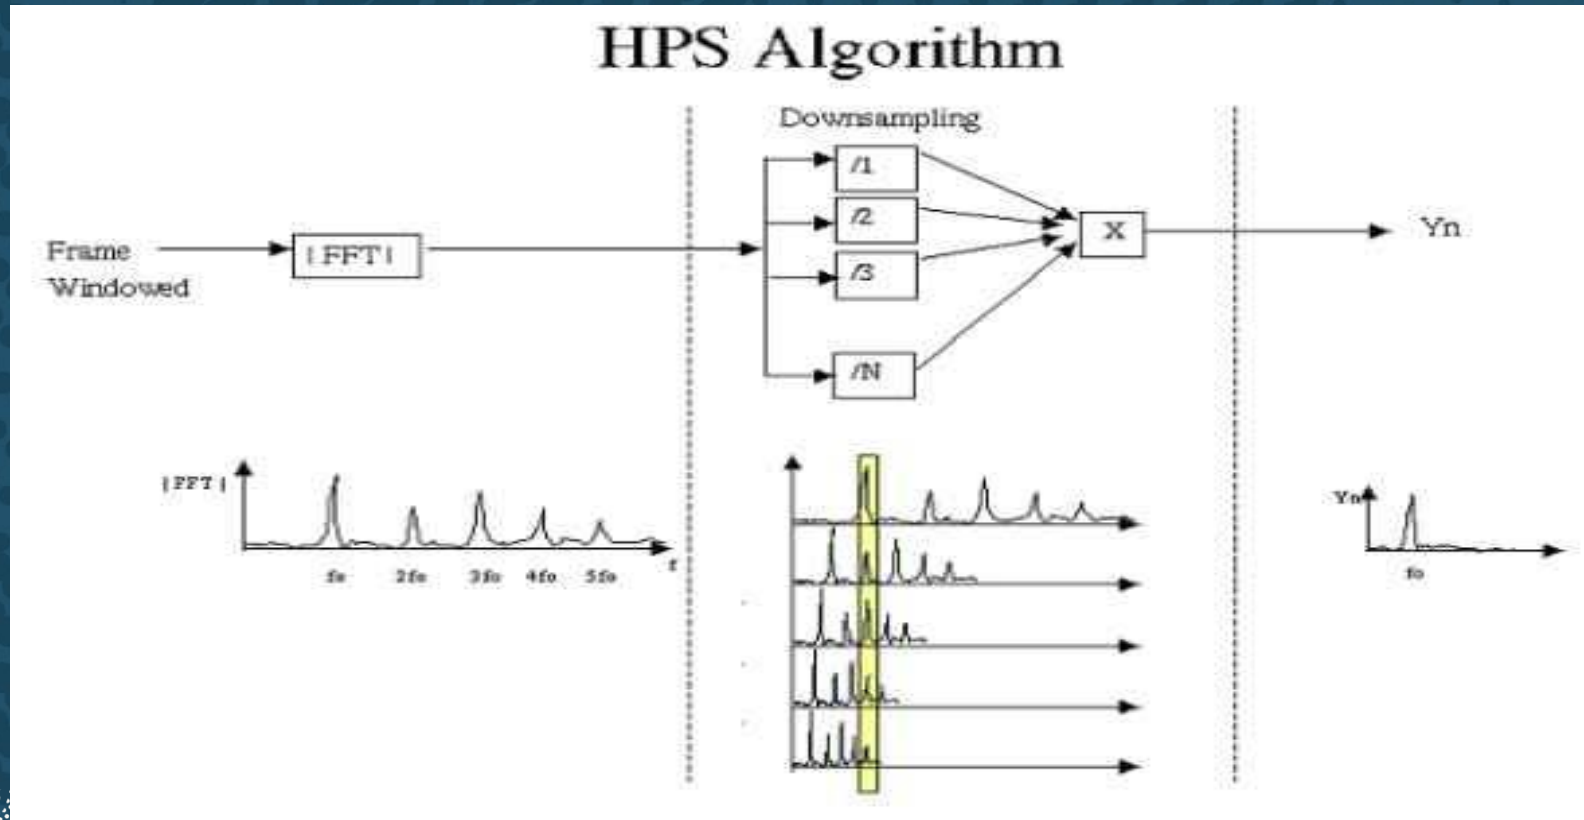 HPS Algorithm
Downsampling
/1
/2
/3
/N
X
Yn
Frame
Windowed
| FFT |
| FFT |
fo 2fo 3fo 4fo 5fo
f
Yn
fo